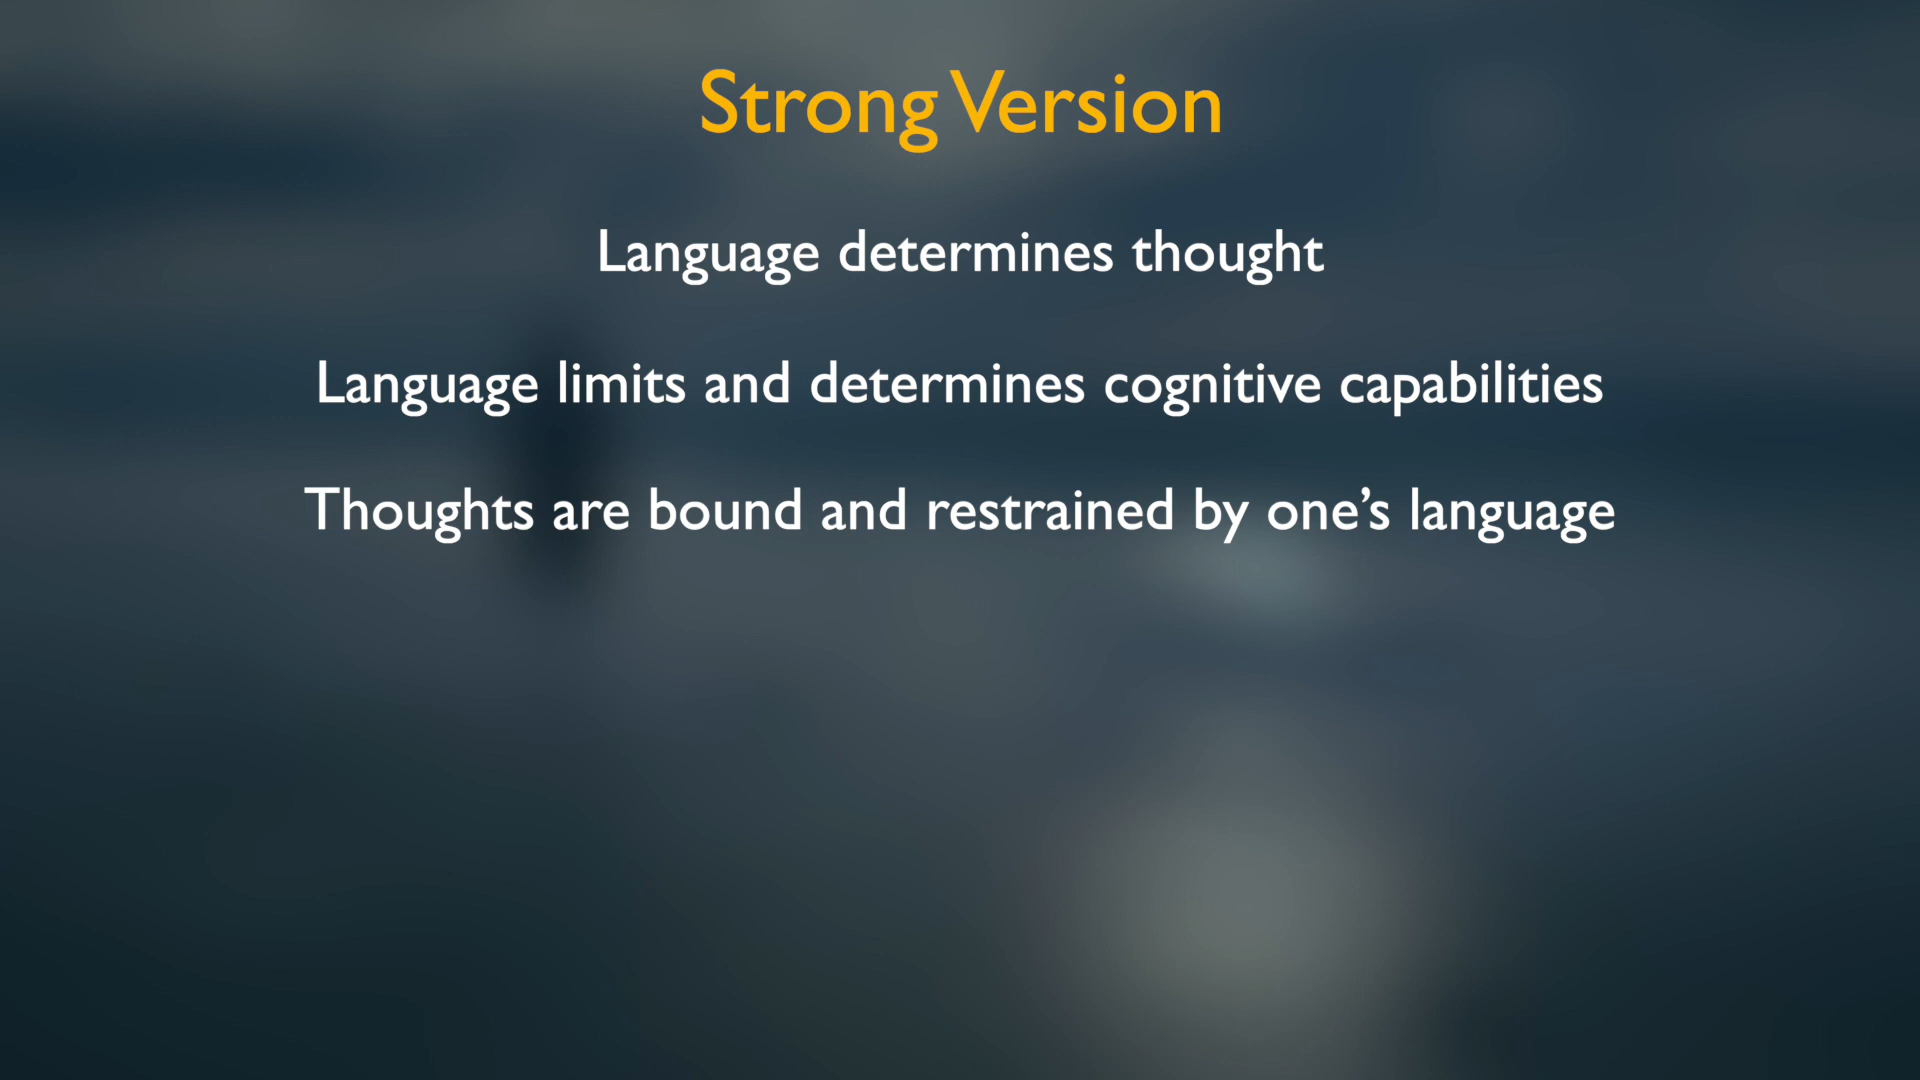 Strong Version
Language determines thought
Language limits and determines cognitive capabilities
Thoughts are bound and restrained by one’s language